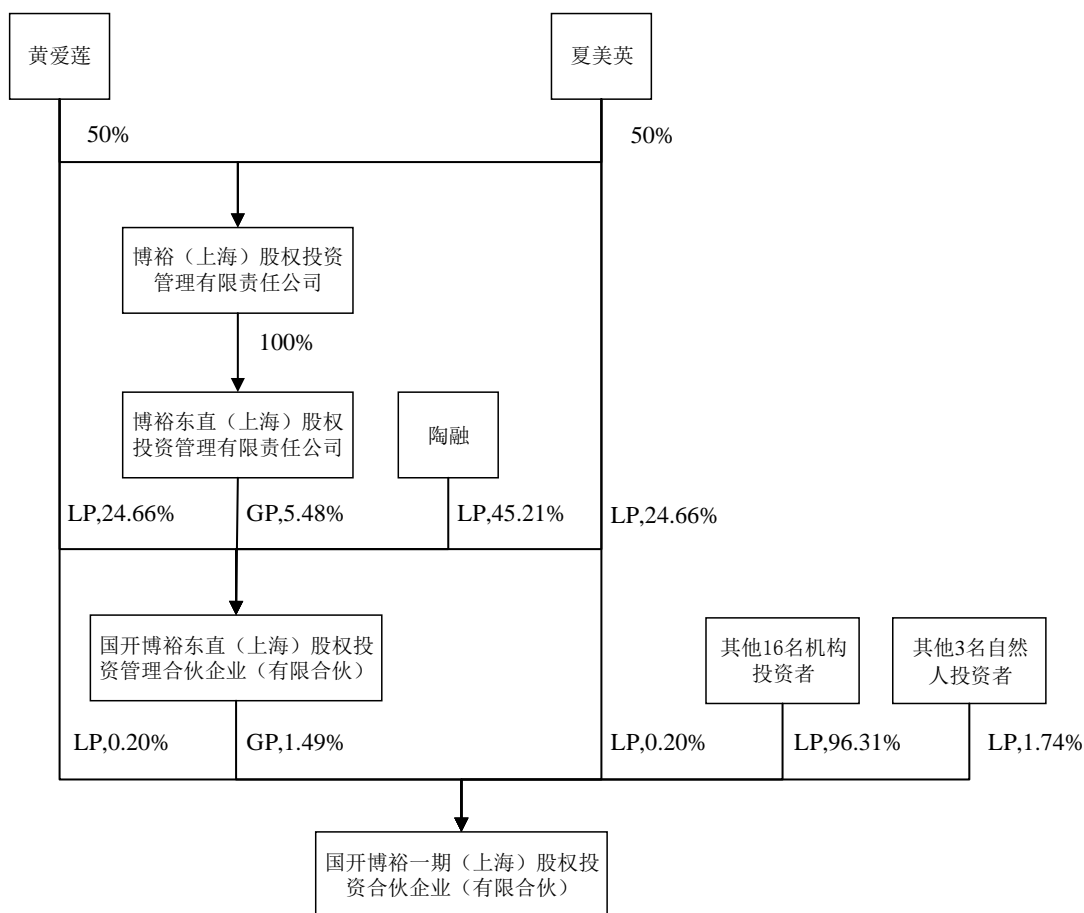 黄爱莲
夏美英
50%
50%
博裕（上海）股权投资
管理有限责任公司
100%
博裕东直（上海）股权
投资管理有限责任公司
陶融
LP,24.66%
GP,5.48%
LP,45.21%
LP,24.66%
国开博裕东直（上海）股权投
资管理合伙企业（有限合伙）
其他16名机构
投资者
其他3名自然
人投资者
LP,0.20%
GP,1.49%
LP,0.20%
LP,96.31%
LP,1.74%
国开博裕一期（上海）股权投
资合伙企业（有限合伙）